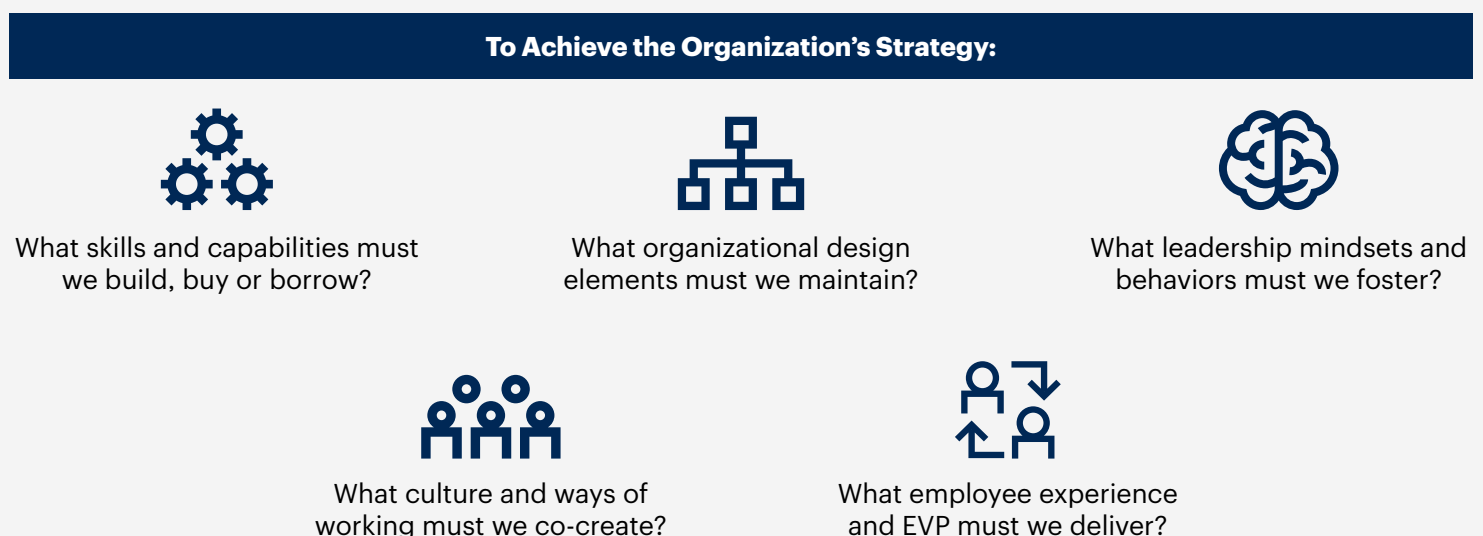 To Achieve the Organization’s Strategy:
What skills and capabilities must
we build, buy or borrow?
What organizational design
elements must we maintain?
What leadership mindsets and
behaviors must we foster?
What culture and ways of
working must we co-create?
What employee experience
and EVP must we deliver?